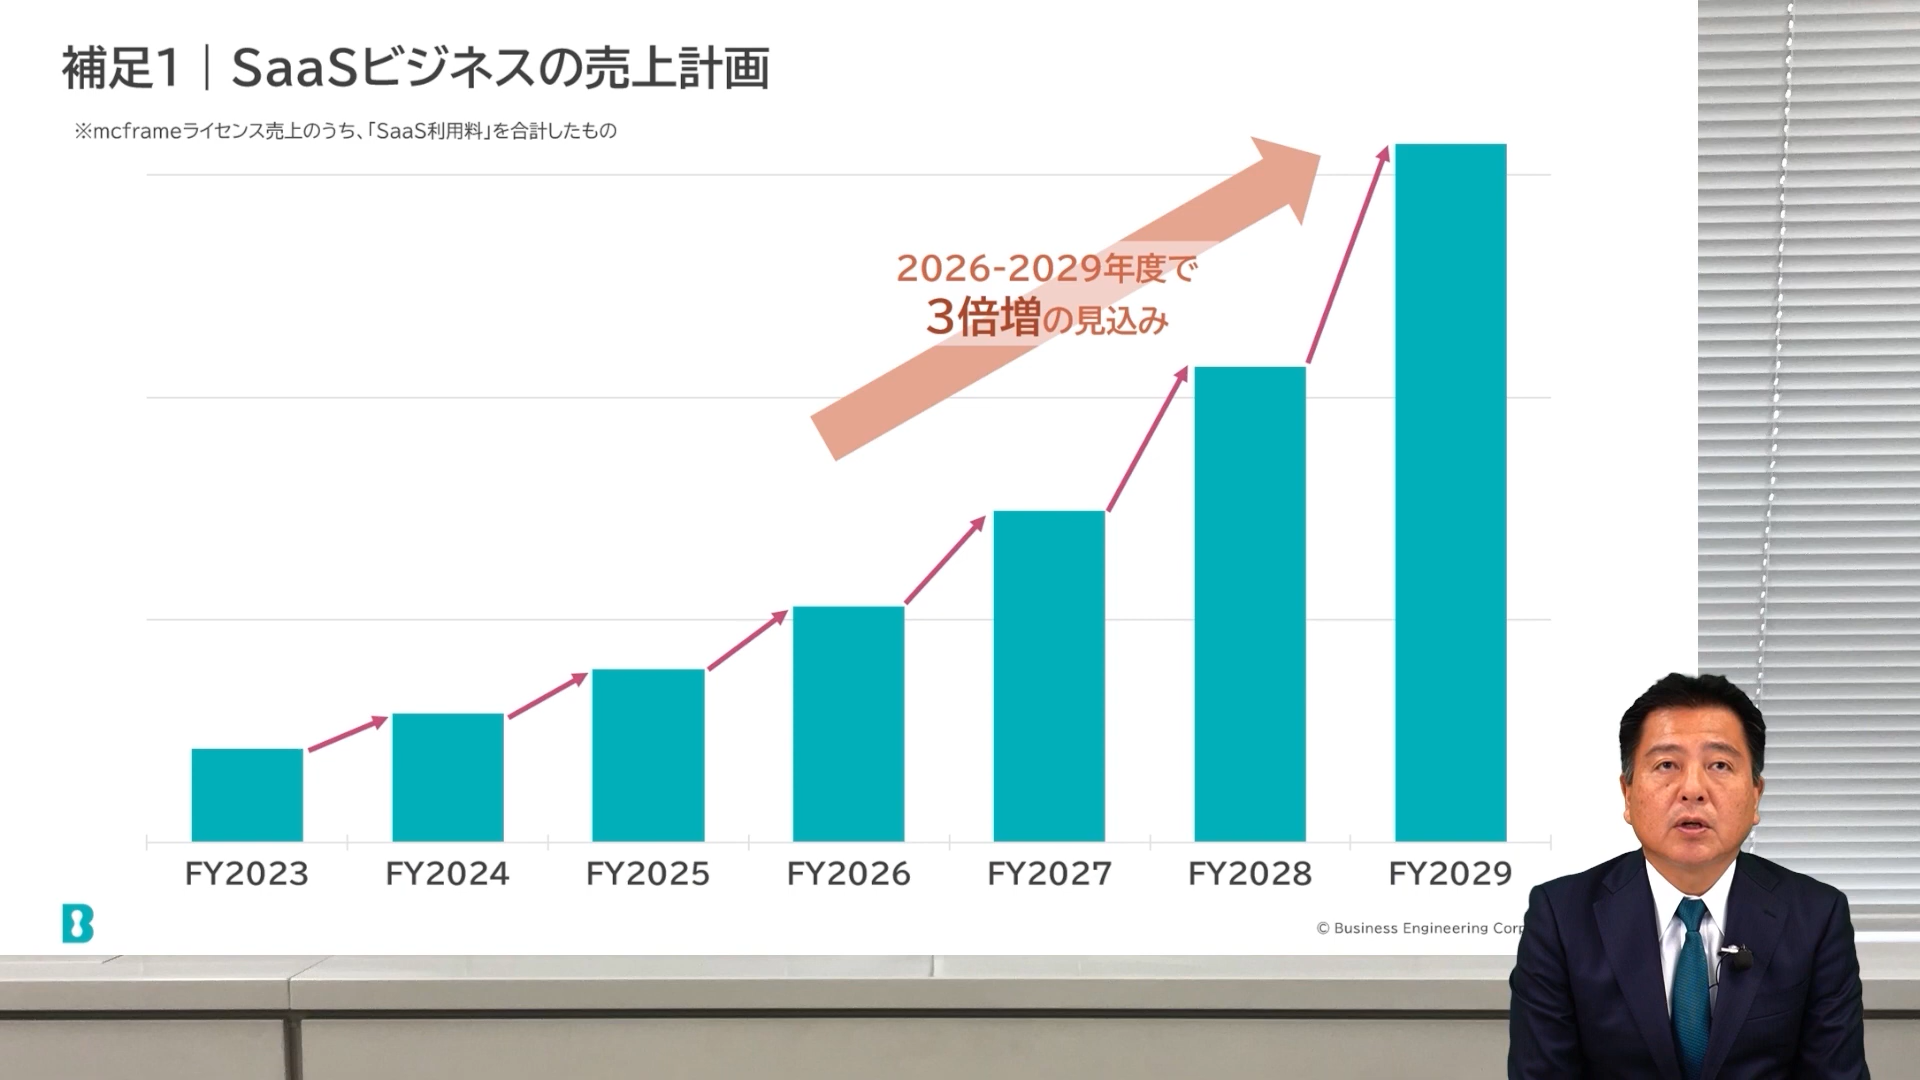 補足1｜SaaSビジネスの売上計画
※mcframeライセンス売上のうち、「SaaS利用料」を合計したもの
2026-2029年度で
3倍増の見込み
FY2023 FY2024 FY2025 FY2026 FY2027 FY2028 FY2029
© Business Engineering